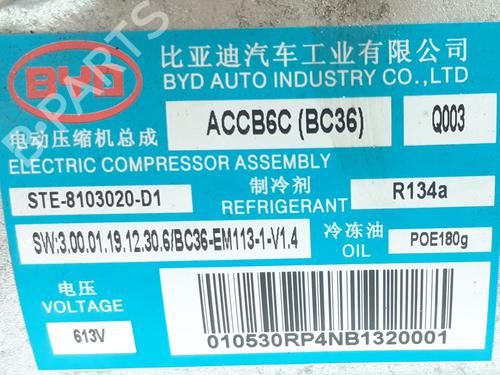 比亚迪汽车工业有限公司
BYD AUTO INDUSTRY CO.,LTD
BYD
电动压缩机总成
ACCB6C (BC36)
Q003
ELECTRIC COMPRESSOR ASSEMBLY
STE-8103020-D1
制冷剂
REFRIGERANT
R134a
SW:3.00.01.19.12.30.6/BC36-EM113-1-V1.4
冷冻油
OIL
POE180g
电压
VOLTAGE
613V
010530RP4NB1320001
B PARTS